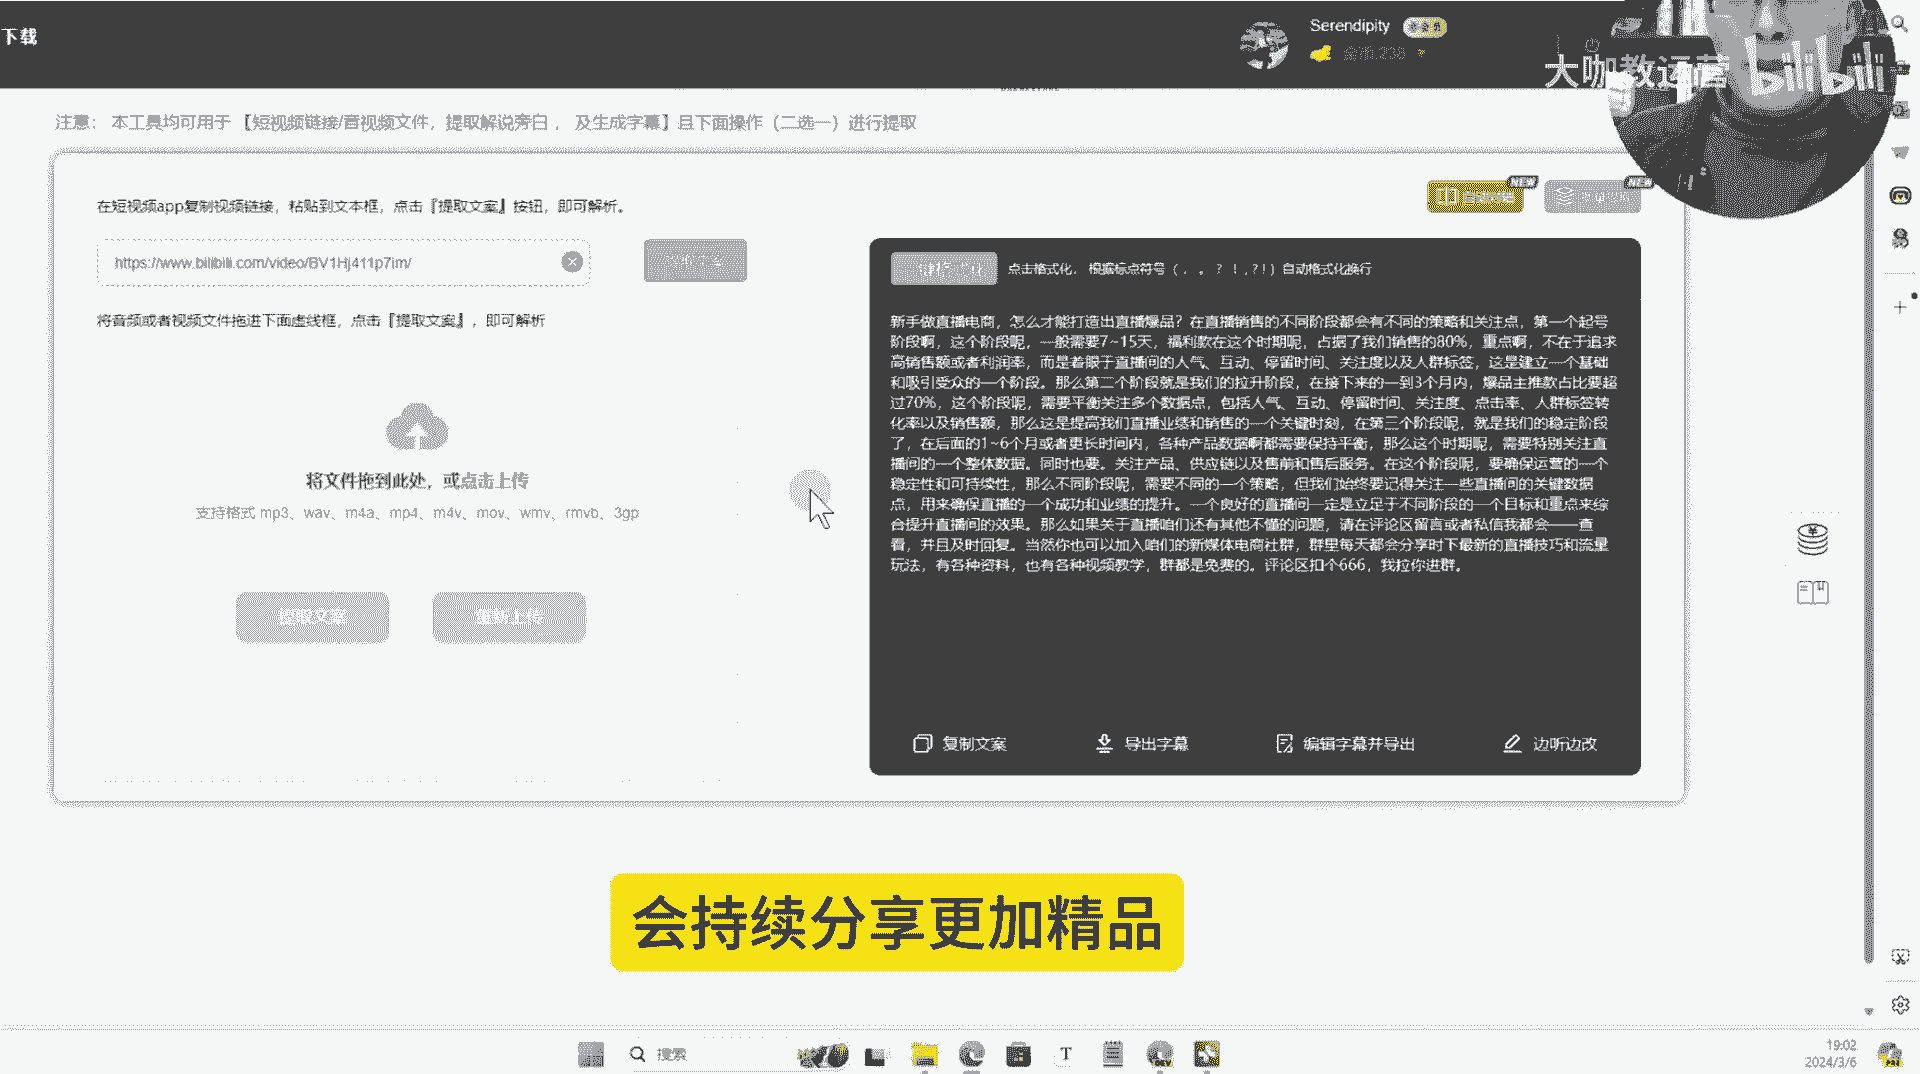 下载
Serendipity
大咖教运营 bilibili
注意： 本工具均可用于 【短视频链接/音视频文件，提取解说旁白， 及生成字幕】且下面操作（二选一）进行提取
在短视频app复制视频链接，粘贴到文本框，点击『提取文案』按钮，即可解析。
NEW
NEW
https://www.bilibili.com/video/BV1Hj411p7im/
点击格式化， 根据标点符号（ , 。 ? ！, ? ! ）自动格式化换行
将音频或者视频文件拖进下面虚线框，点击『提取文案』，即可解析
新手做直播电商，怎么才能打造出直播爆品？在直播销售的不同阶段都会有不同的策略和关注点，第一个起号
阶段啊，这个阶段呢，一般需要7~15天，福利款在这个时期呢，占据了我们销售的80%，重点啊，不在于追求
高销售额或者利润率，而是着眼于直播间的人气、互动、停留时间、关注度以及人群标签，这是建立一个基础
和吸引受众的一个阶段。那么第二个阶段就是我们的拉升阶段，在接下来的一到3个月内，爆品主推款占比要超
过70%，这个阶段呢，需要平衡关注多个数据点，包括人气、互动、停留时间、关注度、点击率、人群标签转
化率以及销售额，那么这是提高我们直播业绩和销售的一个关键时刻，在第三个阶段呢，就是我们的稳定阶段
了，在后面的1~6个月或者更长时间内，各种产品数据啊都需要保持平衡，那么这个时期呢，需要特别关注直
播间的一个整体数据。同时也要。关注产品、供应链以及售前和售后服务。在这个阶段呢，要确保运营的一个
稳定性和可持续性，那么不同阶段呢，需要不同的一个策略，但我们始终要记得关注一些直播间的关键数据
点，用来确保直播的一个成功和业绩的提升。一个良好的直播间一定是立足于不同阶段的一个目标和重点来综
合提升直播间的效果。那么如果关于直播咱们还有其他不懂的问题，请在评论区留言或者私信我都会一一查
看，并且及时回复。当然你也可以加入咱们的新媒体电商社群，群里每天都会分享时下最新的直播技巧和流量
玩法，有各种资料，也有各种视频教学，群都是免费的。评论区扣个666，我拉你进群。
将文件拖到此处，或点击上传
支持格式 mp3、wav、m4a、mp4、m4v、mov、wmv、rmvb、3gp
提取文案
重新上传
复制文案
导出字幕
编辑字幕并导出
边听边改
会持续分享更加精品
搜索
19:02
2024/3/6